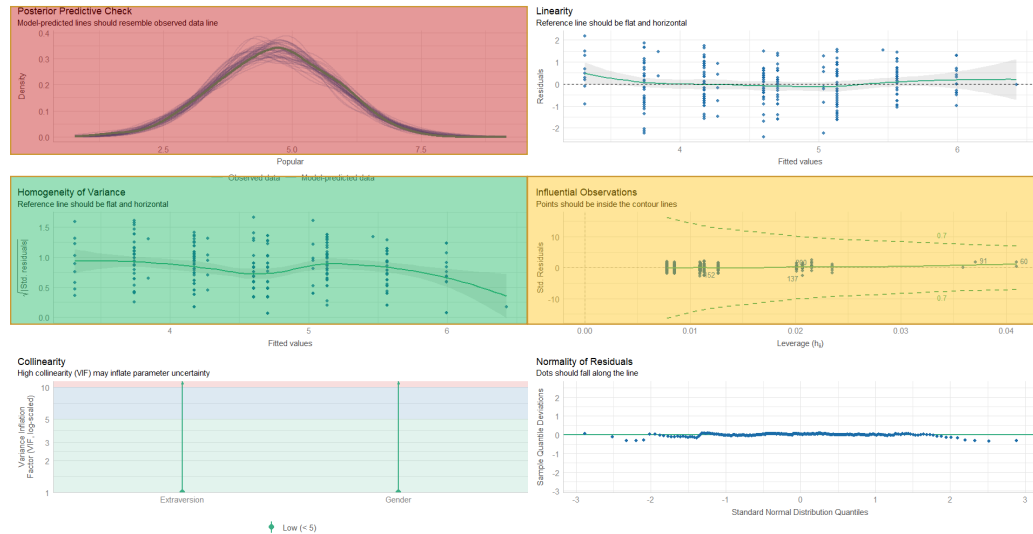 Posterior Predictive Check
Model-predicted lines should resemble observed data line
0.4
0.3
0.2
0.1
0.0
Density
2.5
5.0
7.5
Popular
Observed data
Model-predicted data
Linearity
Reference line should be flat and horizontal
2
1
0
-1
-2
Residuals
4
5
6
Fitted values
Homogeneity of Variance
Reference line should be flat and horizontal
1.5
1.0
0.5
0.0
√|Std. residuals|
4
5
6
Fitted values
Influential Observations
Points should be inside the contour lines
10
0
-10
Std. Residuals
0.7
0.7
52
137
91
60
0.00
0.01
0.02
0.03
0.04
Leverage (hᵢᵢ)
Collinearity
High collinearity (VIF) may inflate parameter uncertainty
10
5
3
2
1
Variance Inflation
Factor (VIF, log-scaled)
Extraversion
Gender
Low (< 5)
Normality of Residuals
Dots should fall along the line
2
1
0
-1
-2
-3
Sample Quantile Deviations
-3
-2
-1
0
1
2
3
Standard Normal Distribution Quantiles